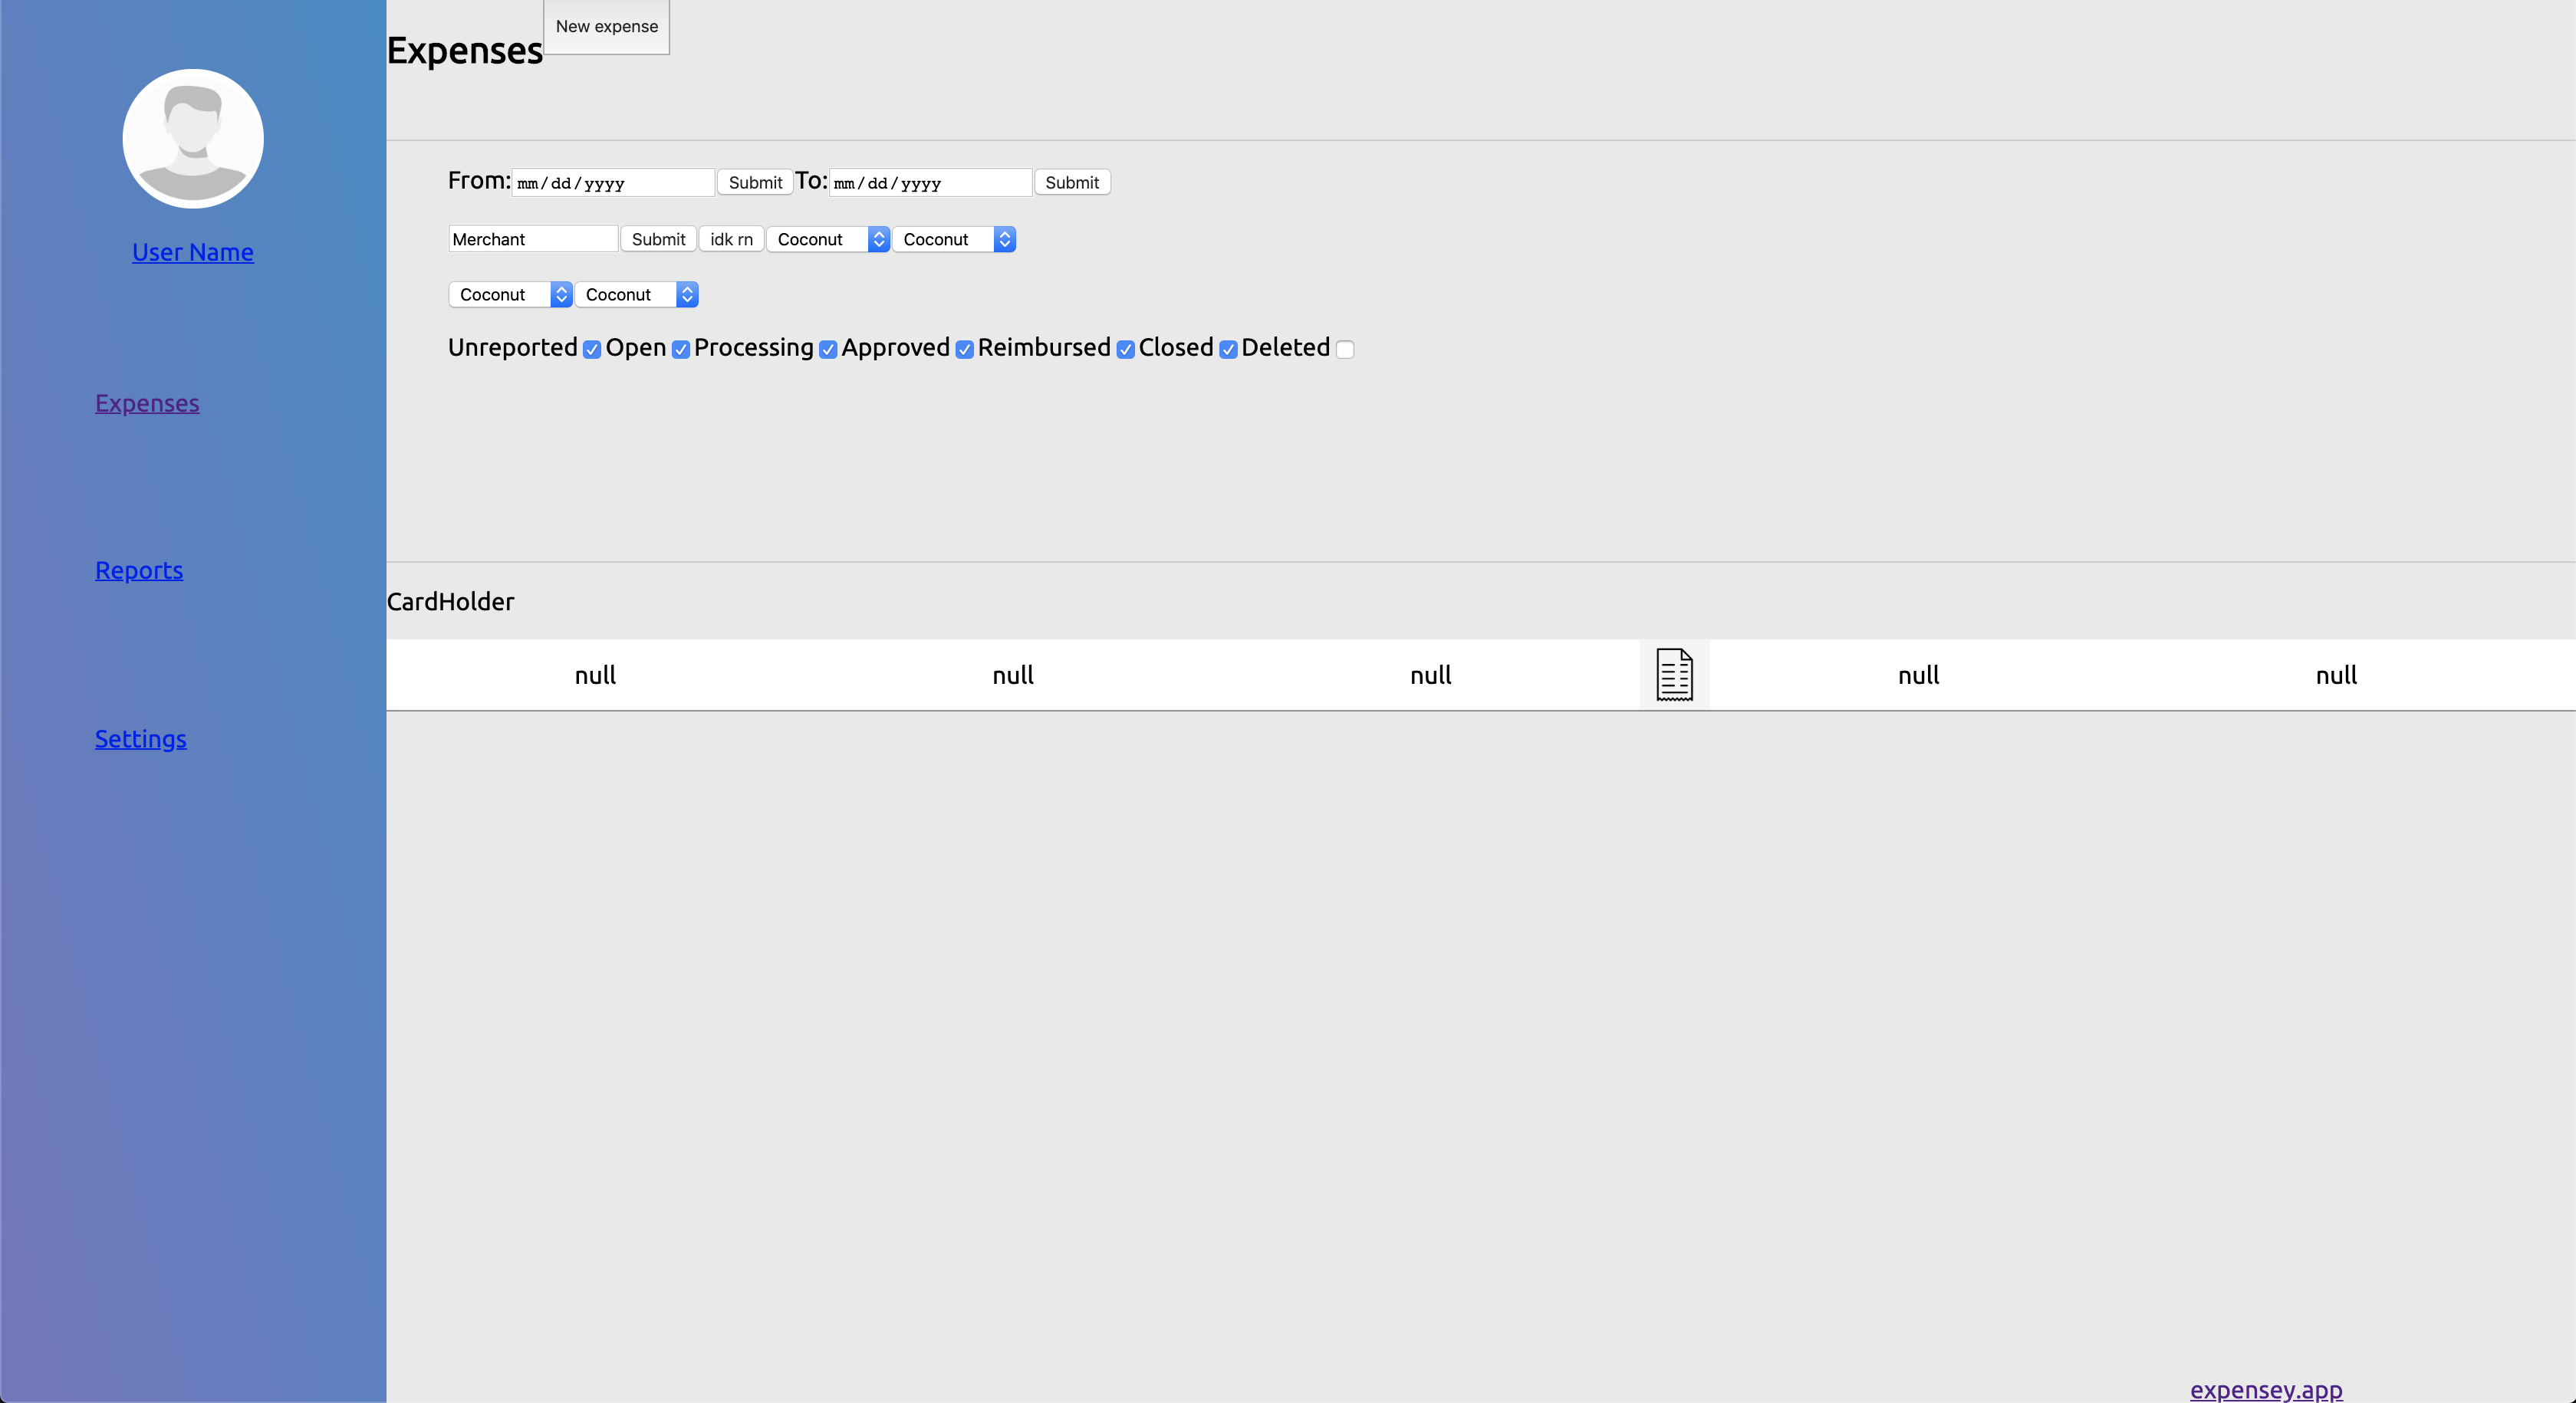 User Name
Expenses
Reports
Settings
Expenses New expense
From: mm/dd/yyyy Submit To: mm/dd/yyyy Submit
Merchant Submit idk rn Coconut Coconut
Coconut Coconut
Unreported Open Processing Approved Reimbursed Closed Deleted
CardHolder
null null null null null
expensey.app